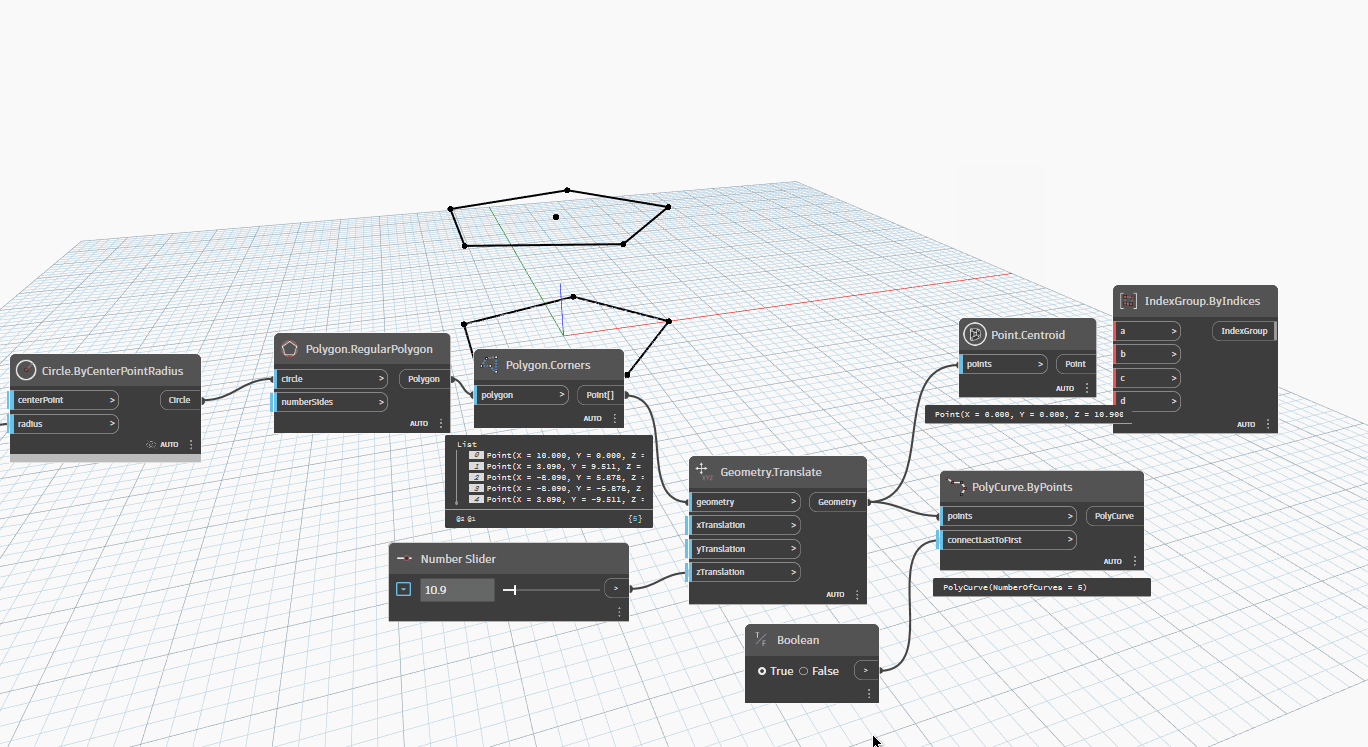 Circle.ByCenterPointRadius
centerPoint >
Circle
radius >
AUTO
Polygon.RegularPolygon
circle >
Polygon
numberSides >
AUTO
Polygon.Corners
polygon >
Point[]
AUTO
List
0 Point(X = 10.000, Y = 0.000, Z =
1 Point(X = 3.090, Y = 9.511, Z =
2 Point(X = -8.090, Y = 5.878, Z
3 Point(X = -8.090, Y = -5.878, Z
4 Point(X = 3.090, Y = -9.511, Z
@2 @1 {5}
Number Slider
10.9
>
Geometry.Translate
XYZ
geometry >
Geometry
xTranslation >
yTranslation >
zTranslation >
AUTO
Boolean
T/F
True
False
>
Point.Centroid
points >
Point
AUTO
Point(X = 0.000, Y = 0.000, Z = 10.900
IndexGroup.ByIndices
a >
IndexGroup
b >
c >
d >
AUTO
PolyCurve.ByPoints
points >
PolyCurve
connectLastToFirst >
AUTO
PolyCurve(NumberOfCurves = 5)